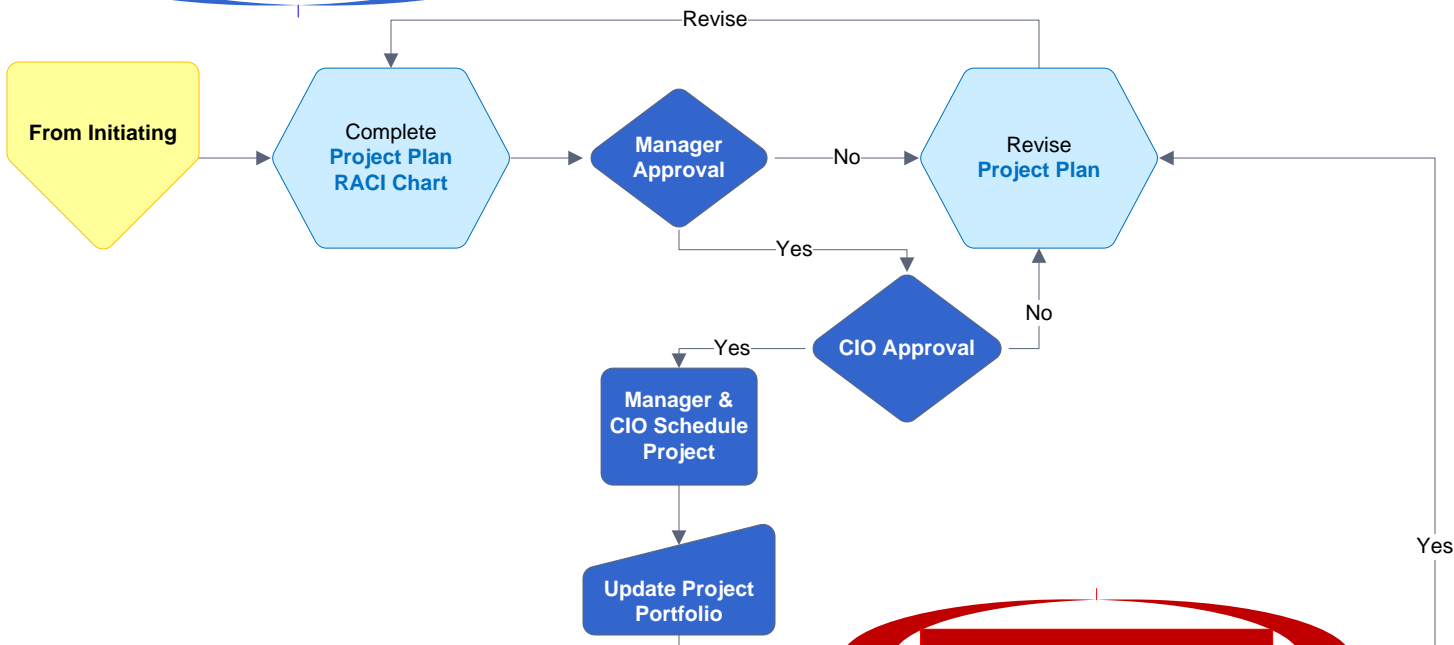 Revise
From Initiating
Complete
Project Plan
RACI Chart
Manager
Approval
No
Revise
Project Plan
Yes
No
CIO Approval
Yes
Manager &
CIO Schedule
Project
Yes
Update Project
Portfolio